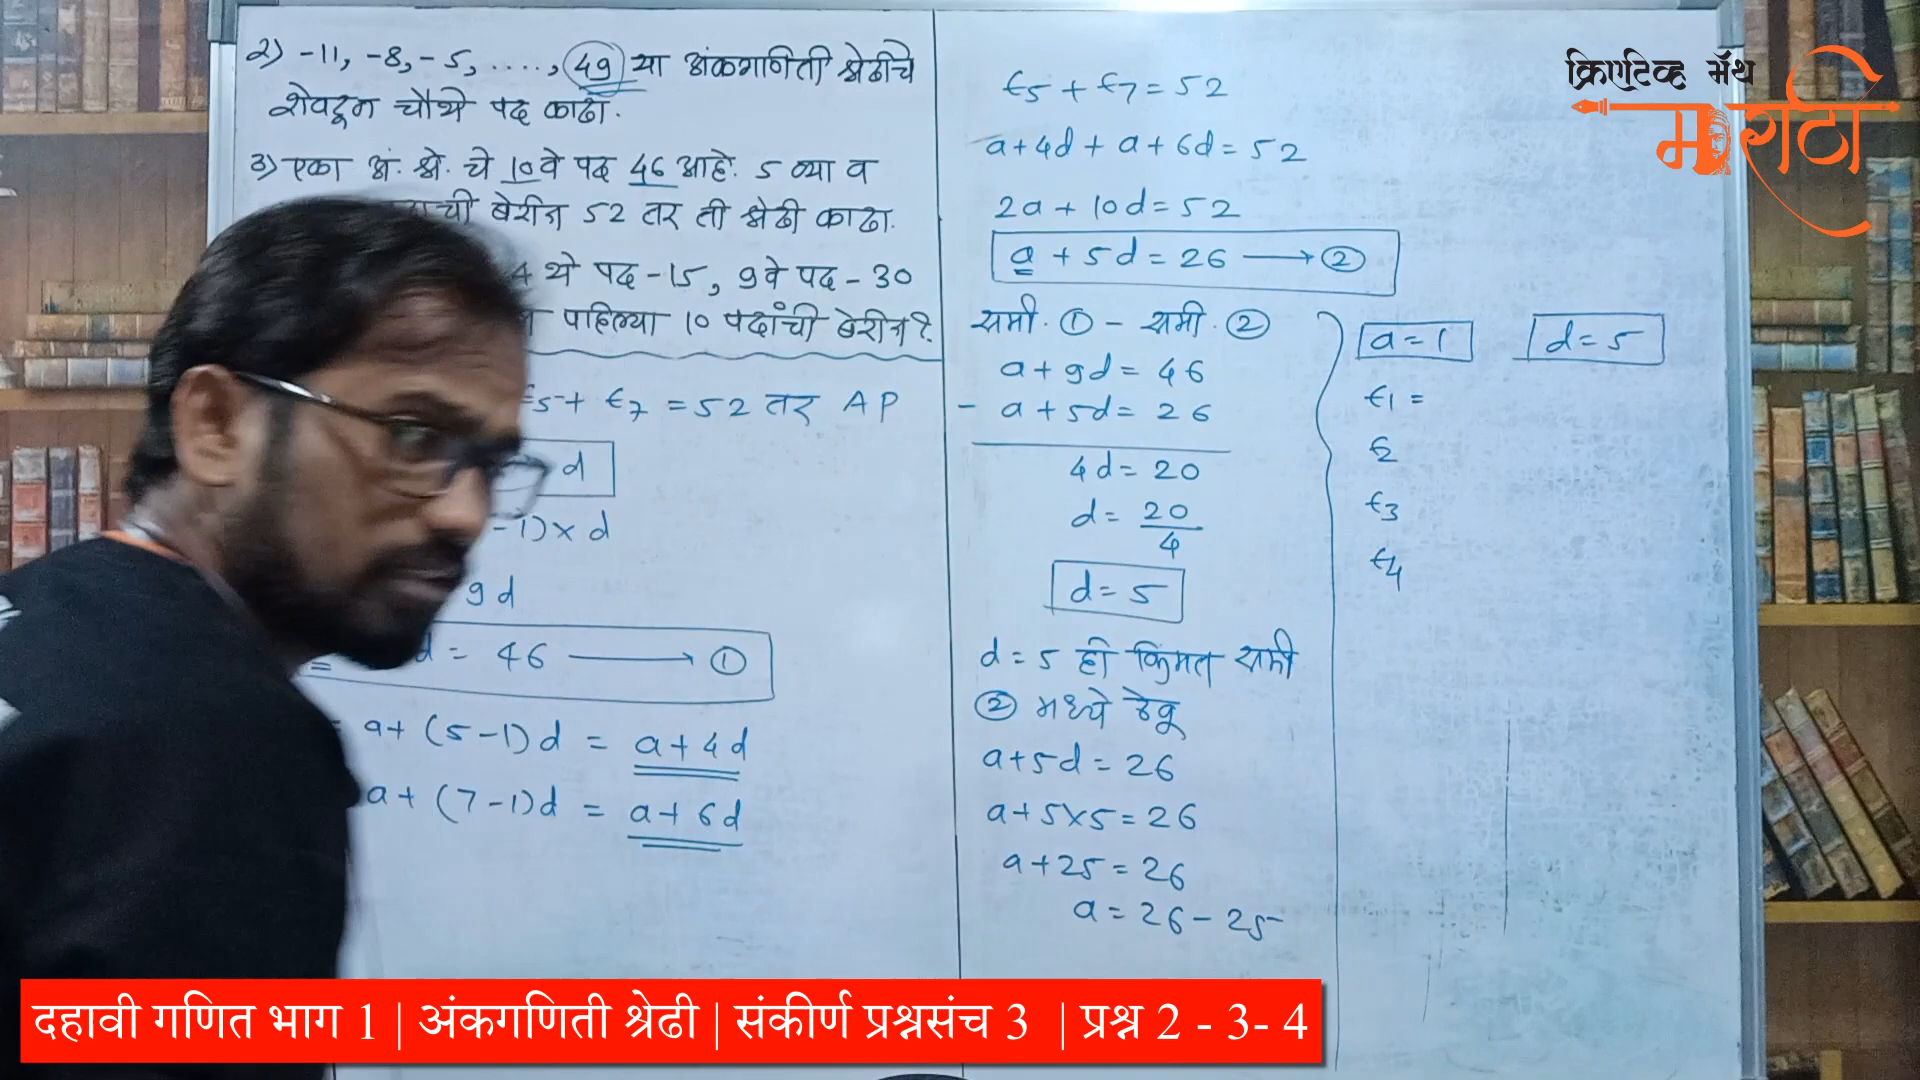 2) -11, -8, -5, ...., 49 या अंकगणिती श्रेढीचे
शेवटून चौथे पद काढा.
3) एका अं. श्रे. चे 10 वे पद 46 आहे. 5 व्या व
ची बेरीज 52 तर ती श्रेढी काढा.
4 थे पद -15, 9 वे पद -30
पहिल्या 10 पदांची बेरीज?
t5 + t7 = 52 तर AP
d
-1) × d
9d
d = 46 → ①
a + (5-1)d = a + 4d
a + (7-1)d = a + 6d
t5 + t7 = 52
a + 4d + a + 6d = 52
2a + 10d = 52
a + 5d = 26 → ②
समी. ① - समी. ②
a + 9d = 46
- a + 5d = 26
4d = 20
d = 20/4
d = 5
d = 5 ही किंमत समी
② मध्ये ठेवू
a + 5d = 26
a + 5×5 = 26
a + 25 = 26
a = 26 - 25
a = 1 d = 5
t1 =
t2
t3
t4
क्रिएटिव्ह मॅथ
मराठी
दहावी गणित भाग 1 | अंकगणिती श्रेढी | संकीर्ण प्रश्नसंच 3 | प्रश्न 2 - 3- 4